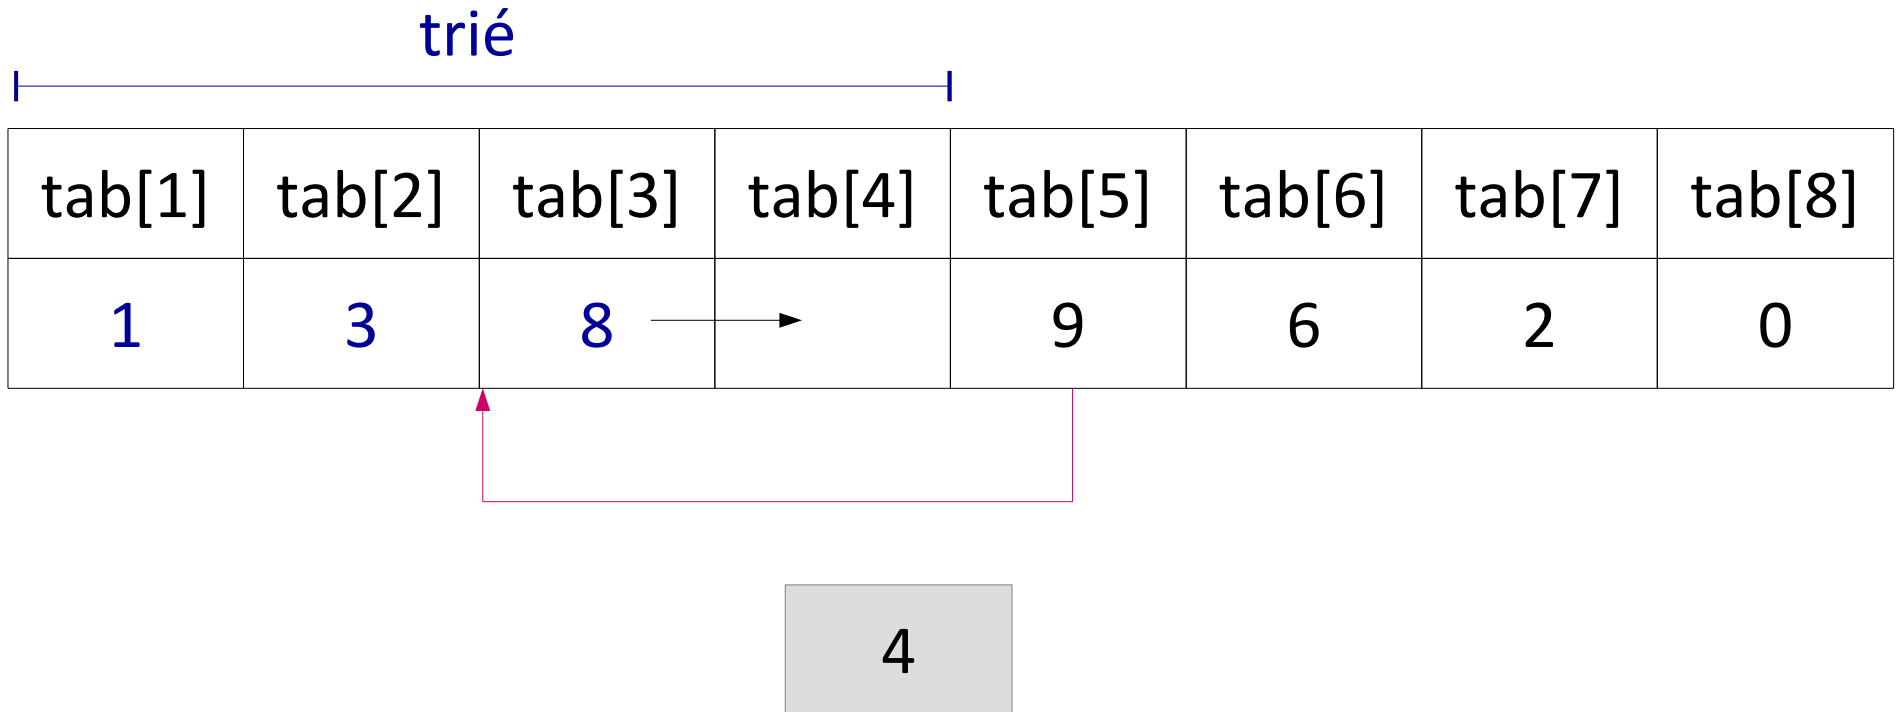 trié
tab[1] tab[2] tab[3] tab[4] tab[5] tab[6] tab[7] tab[8]
1 3 8 9 6 2 0
4